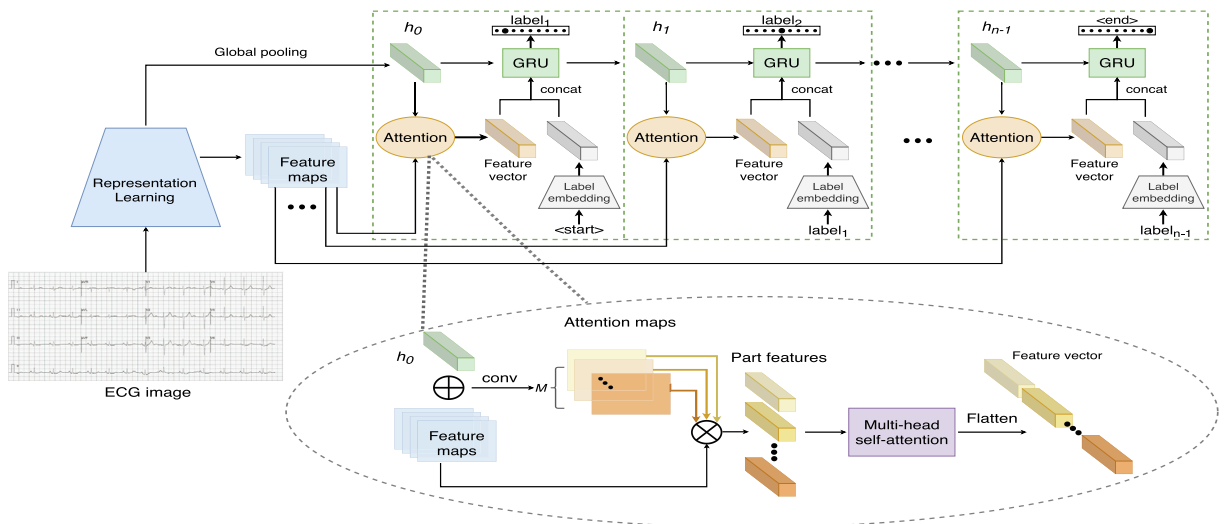 label1
label2
<end>
h0
h1
hn-1
Global pooling
GRU
GRU
GRU
concat
concat
concat
Attention
Attention
Attention
Feature
maps
Feature
vector
Feature
vector
Feature
vector
Representation
Learning
Label
embedding
Label
embedding
Label
embedding
<start>
label1
labeln-1
ECG image
Attention maps
h0
conv
M
Part features
Feature vector
Feature
maps
Multi-head
self-attention
Flatten